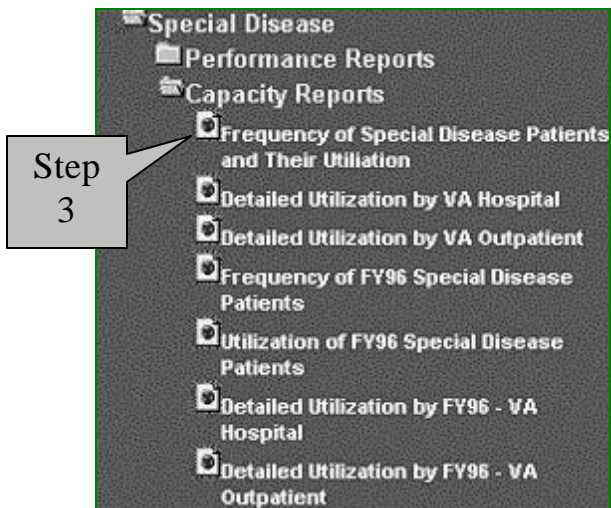 Special Disease
Performance Reports
Capacity Reports
Frequency of Special Disease Patients
and Their Utiliation
Step
3
Detailed Utilization by VA Hospital
Detailed Utilization by VA Outpatient
Frequency of FY96 Special Disease
Patients
Utilization of FY96 Special Disease
Patients
Detailed Utilization by FY96 - VA
Hospital
Detailed Utilization by FY96 - VA
Outpatient